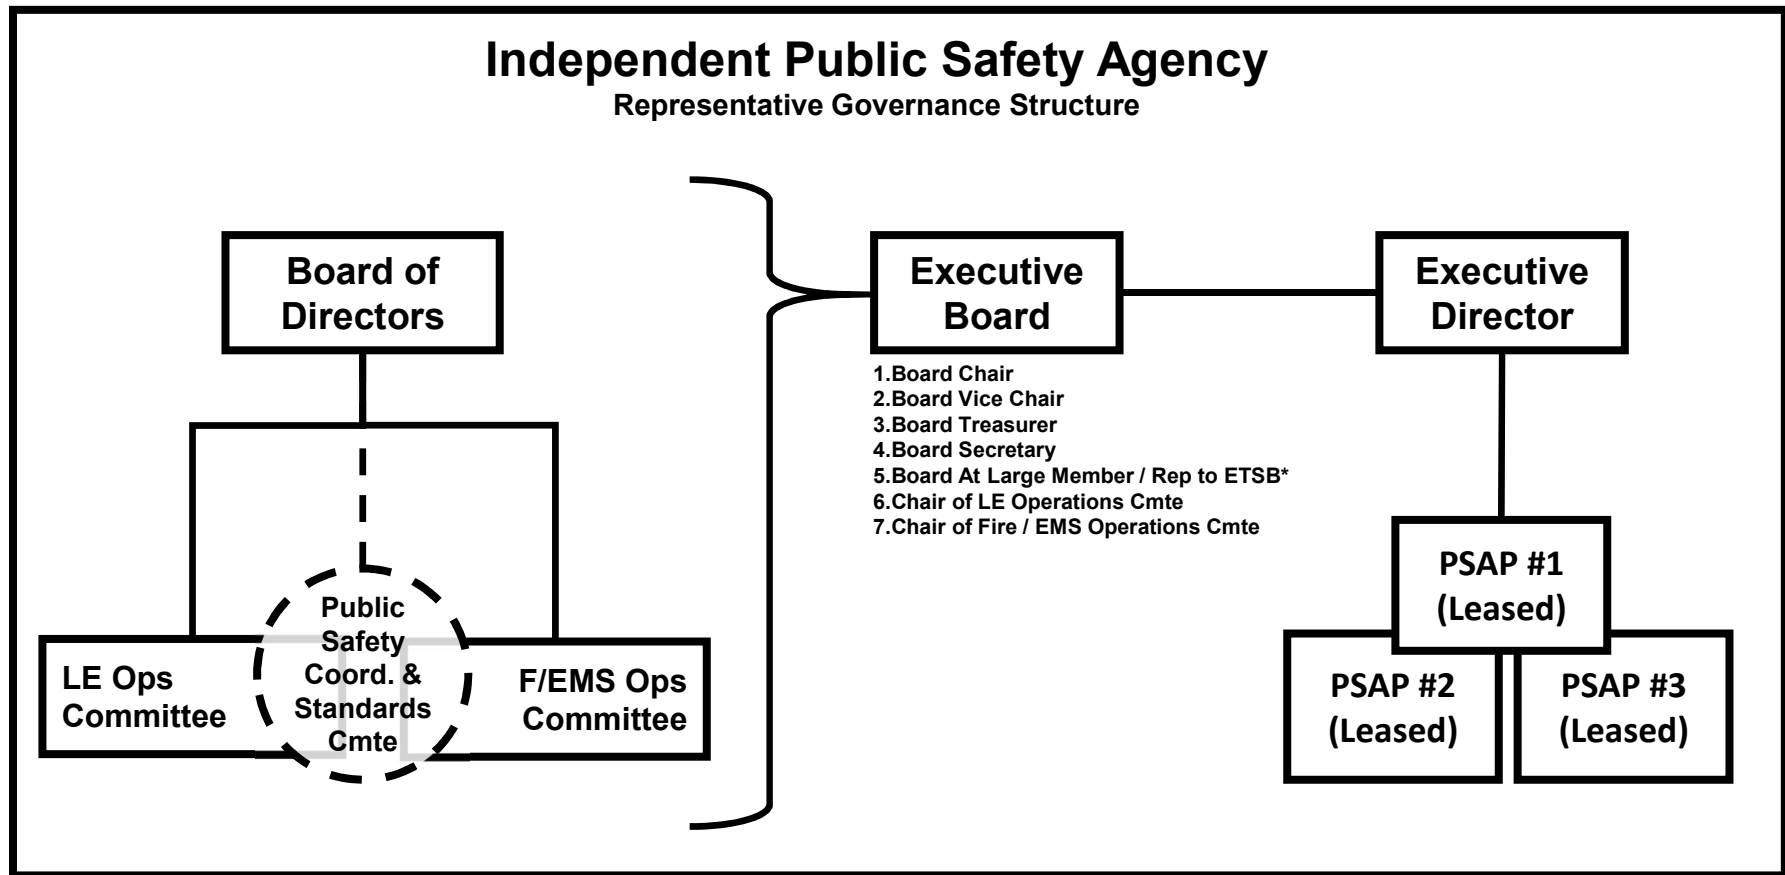 Independent Public Safety Agency
Representative Governance Structure
Board of
Directors
LE Ops
Committee
Public
Safety
Coord. &
Standards
Cmte
F/EMS Ops
Committee
Executive
Board
1.Board Chair
2.Board Vice Chair
3.Board Treasurer
4.Board Secretary
5.Board At Large Member / Rep to ETSB*
6.Chair of LE Operations Cmte
7.Chair of Fire / EMS Operations Cmte
Executive
Director
PSAP #1
(Leased)
PSAP #2
(Leased)
PSAP #3
(Leased)